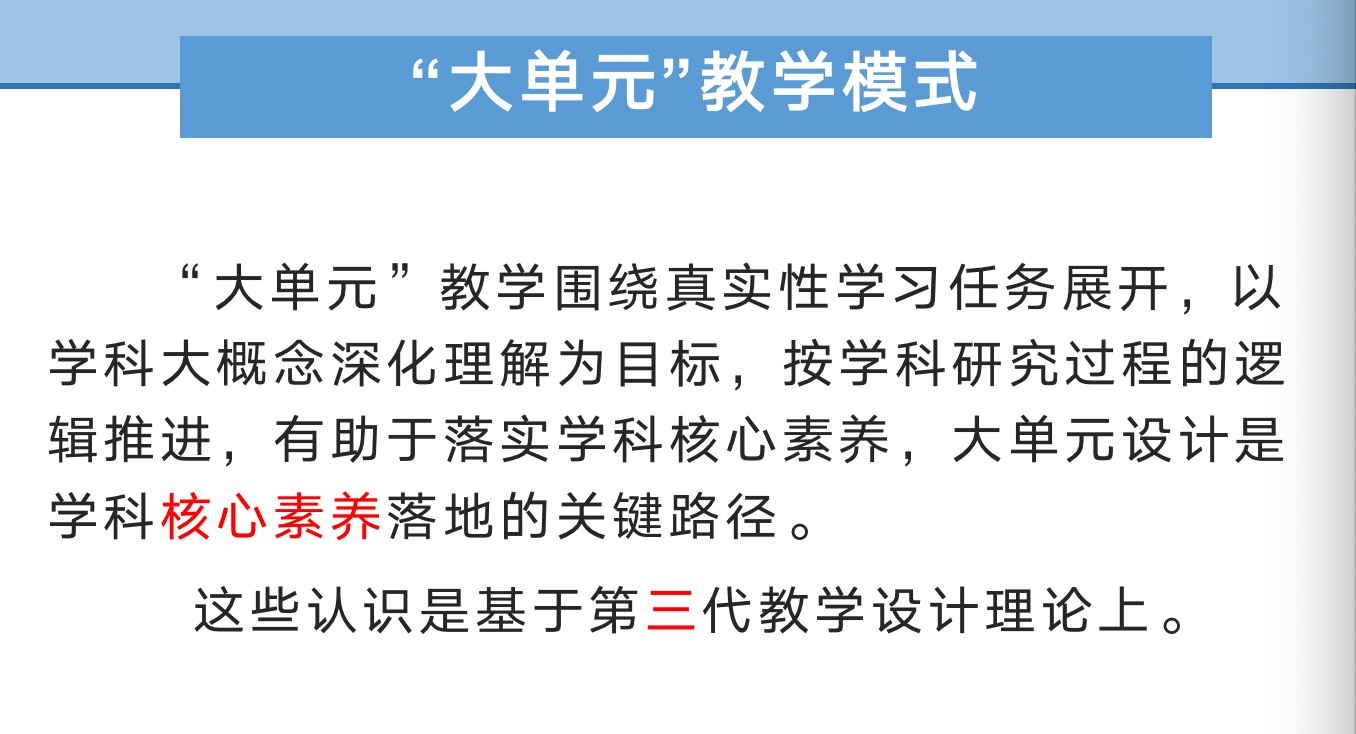 “大单元”教学模式
“大单元”教学围绕真实性学习任务展开，以
学科大概念深化理解为目标，按学科研究过程的逻
辑推进，有助于落实学科核心素养，大单元设计是
学科核心素养落地的关键路径。
这些认识是基于第三代教学设计理论上。